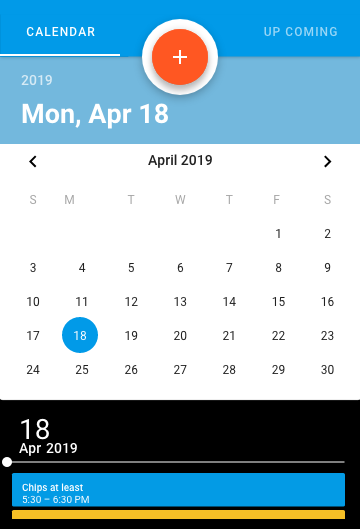 CALENDAR UP COMING
+
2019
Mon, Apr 18
April 2019
S M T W T F S
1 2
3 4 5 6 7 8 9
10 11 12 13 14 15 16
17 18 19 20 21 22 23
24 25 26 27 28 29 30
18
Apr 2019
Chips at least
5:30 – 6:30 PM